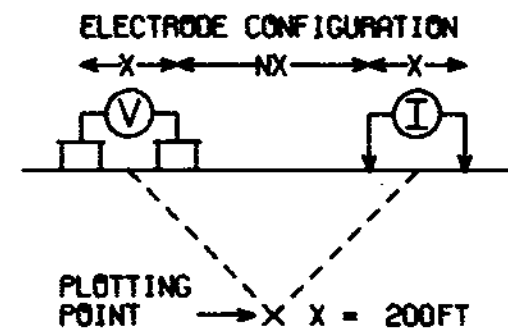 ELECTRODE CONFIGURATION
X NX X
V I
PLOTTING
POINT X X = 200FT